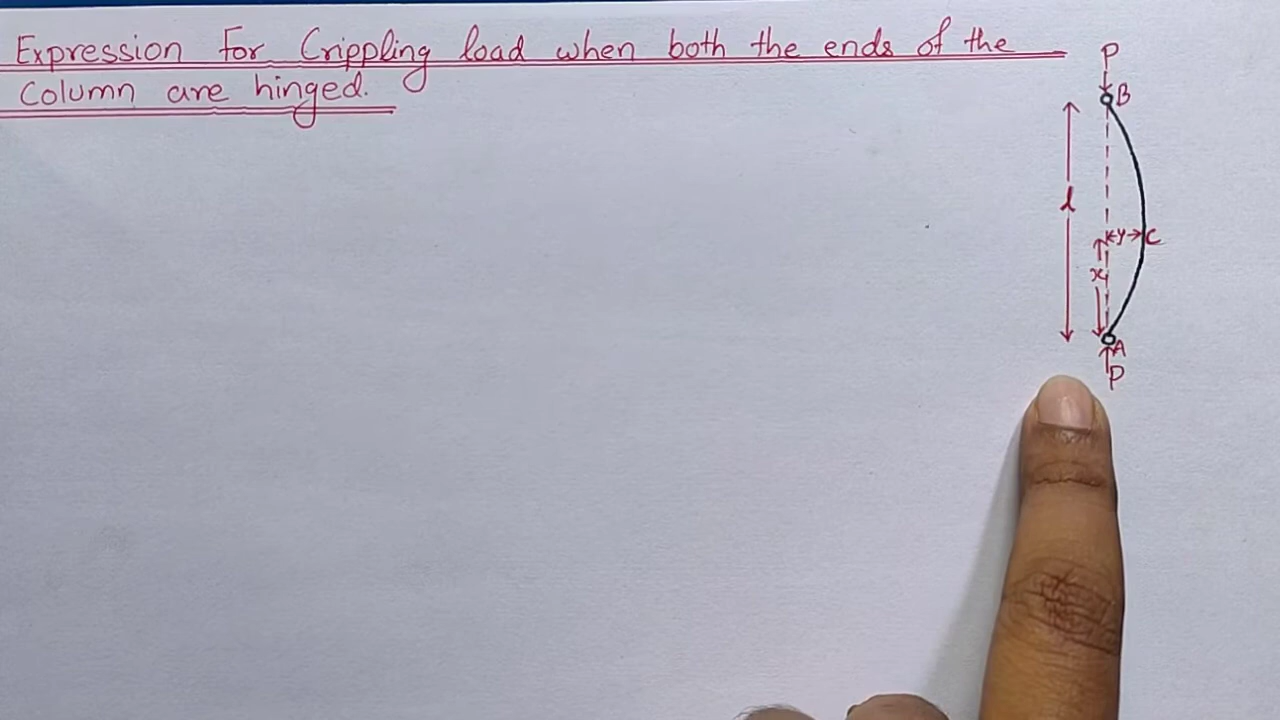 Expression for Crippling load when both the ends of the
Column are hinged.
P
B
l
y
C
x
A
P